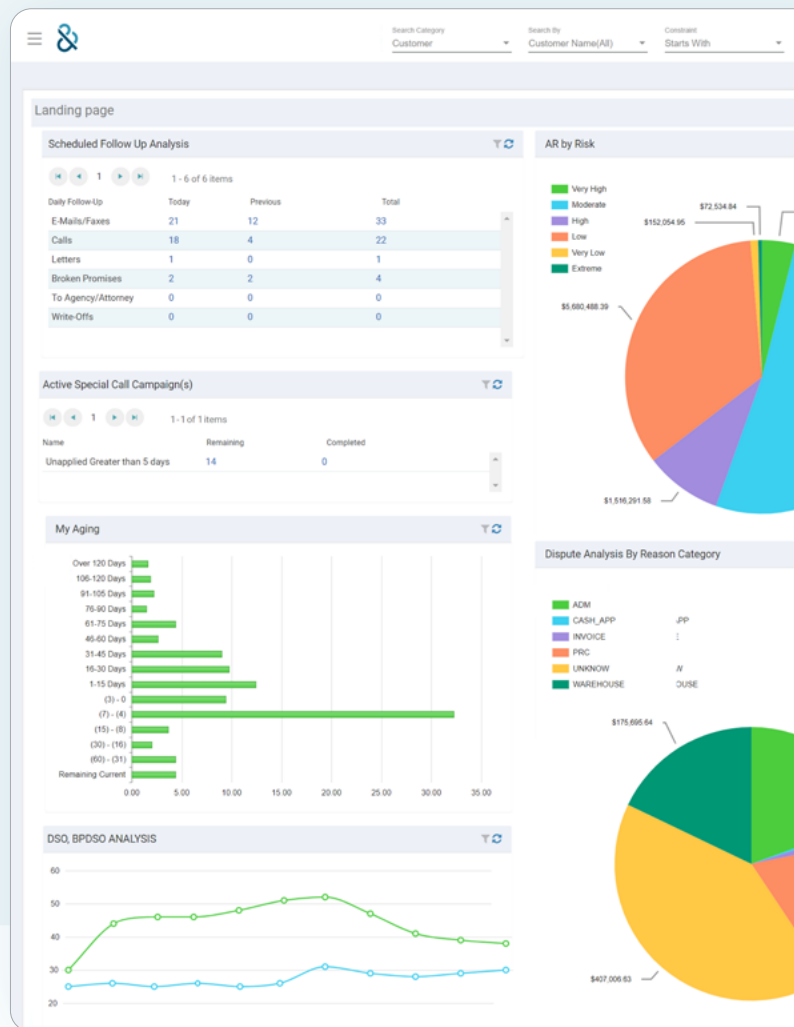 &
Search Category
Search By
Constraint
Customer
Customer Name(All)
Starts With
Landing page
Scheduled Follow Up Analysis
1
1 - 6 of 6 items
Daily Follow-Up Today Previous Total
E-Mails/Faxes 21 12 33
Calls 18 4 22
Letters 1 0 1
Broken Promises 2 2 4
To Agency/Attorney 0 0 0
Write-Offs 0 0 0
Active Special Call Campaign(s)
1
1 - 1 of 1 items
Name Remaining Completed
Unapplied Greater than 5 days 14 0
My Aging
Over 120 Days
106-120 Days
91-105 Days
76-90 Days
61-75 Days
46-60 Days
31-45 Days
16-30 Days
1-15 Days
(3) - 0
(7) - (4)
(15) - (8)
(30) - (16)
(60) - (31)
Remaining Current
0.00 5.00 10.00 15.00 20.00 25.00 30.00 35.00
DSO, BPDSO ANALYSIS
60
50
40
30
20
AR by Risk
Very High
Moderate
High
Low
Very Low
Extreme
$72,534.84
$152,054.95
$5,680,488.39
$1,516,291.58
Dispute Analysis By Reason Category
ADM
CASH_APP
INVOICE
PRC
UNKNOW
WAREHOUSE
$175,695.64
$407,006.63